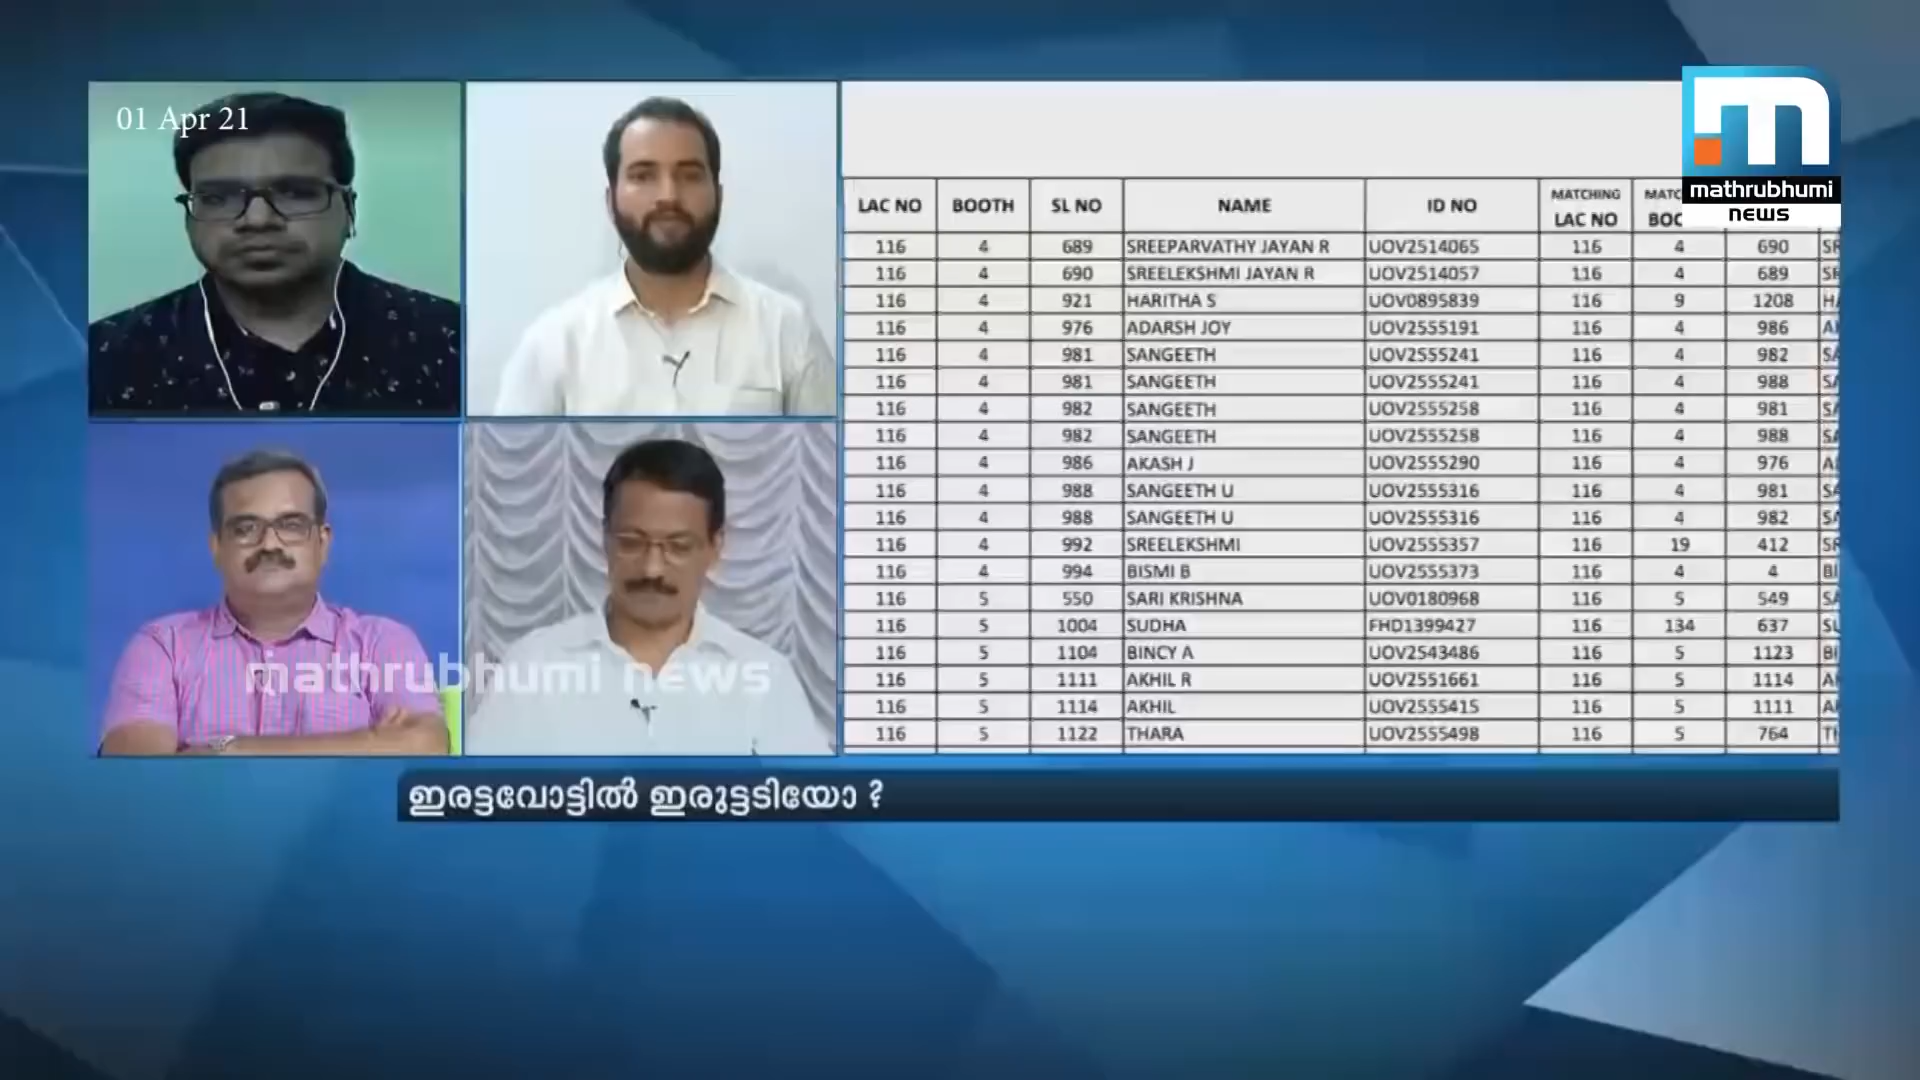 01 Apr 21
mathrubhumi
news
LAC NO BOOTH SL NO NAME ID NO MATCHING LAC NO
116 4 689 SREEPARVATHY JAYAN R UOV2514065 116 4 690
116 4 690 SREELEKSHMI JAYAN R UOV2514057 116 4 689
116 4 921 HARITHA S UOV0895839 116 9 1208
116 4 976 ADARSH JOY UOV2555191 116 4 986
116 4 981 SANGEETH UOV2555241 116 4 982
116 4 981 SANGEETH UOV2555241 116 4 988
116 4 982 SANGEETH UOV2555258 116 4 981
116 4 982 SANGEETH UOV2555258 116 4 988
116 4 986 AKASH J UOV2555290 116 4 976
116 4 988 SANGEETH U UOV2555316 116 4 981
116 4 988 SANGEETH U UOV2555316 116 4 982
116 4 992 SREELEKSHMI UOV2555357 116 19 412
116 4 994 BISMI B UOV2555373 116 4 4
116 5 550 SARI KRISHNA UOV0180968 116 5 549
116 5 1004 SUDHA FHD1399427 116 134 637
116 5 1104 BINCY A UOV2543486 116 5 1123
116 5 1111 AKHIL R UOV2551661 116 5 1114
116 5 1114 AKHIL UOV2555415 116 5 1111
116 5 1122 THARA UOV2555498 116 5 764
mathrubhumi news
ഇരട്ടവോട്ടിൽ ഇരുട്ടടിയോ ?